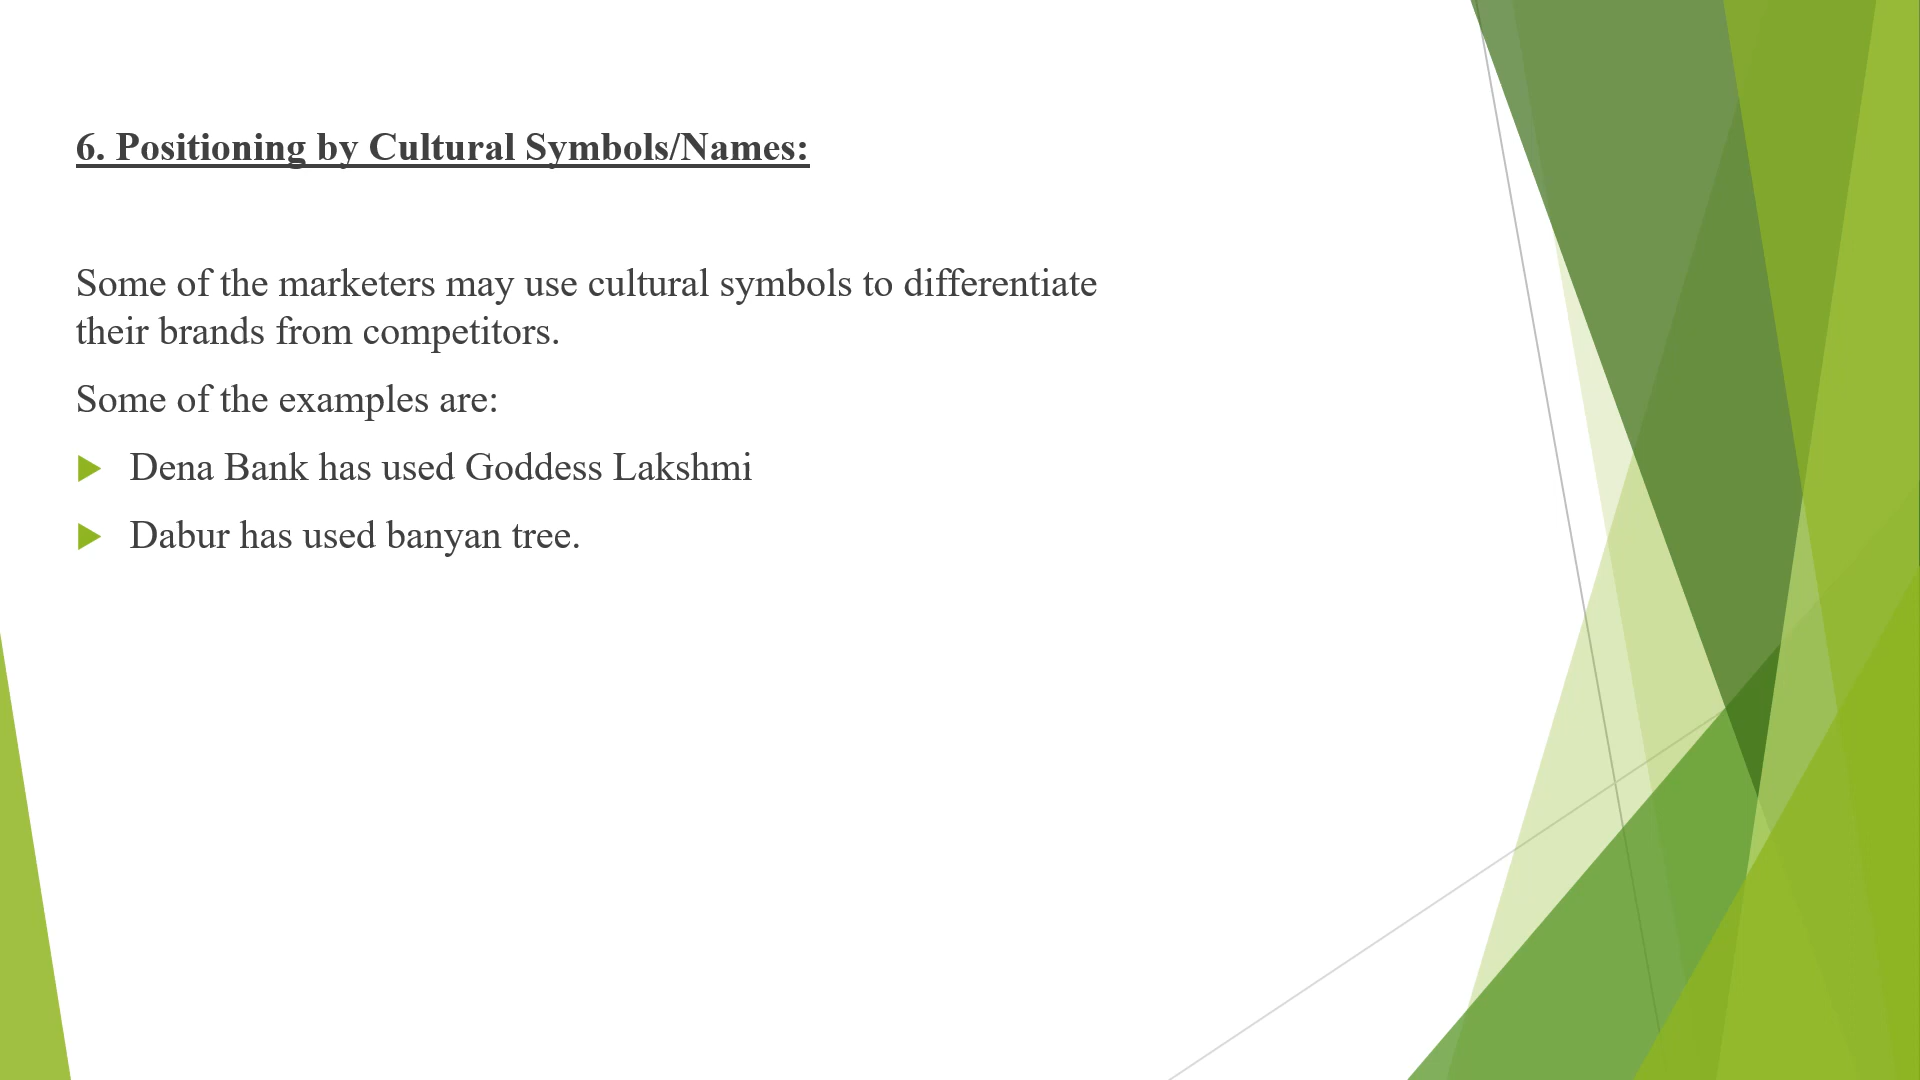 6. Positioning by Cultural Symbols/Names:
Some of the marketers may use cultural symbols to differentiate
their brands from competitors.
Some of the examples are:
Dena Bank has used Goddess Lakshmi
Dabur has used banyan tree.